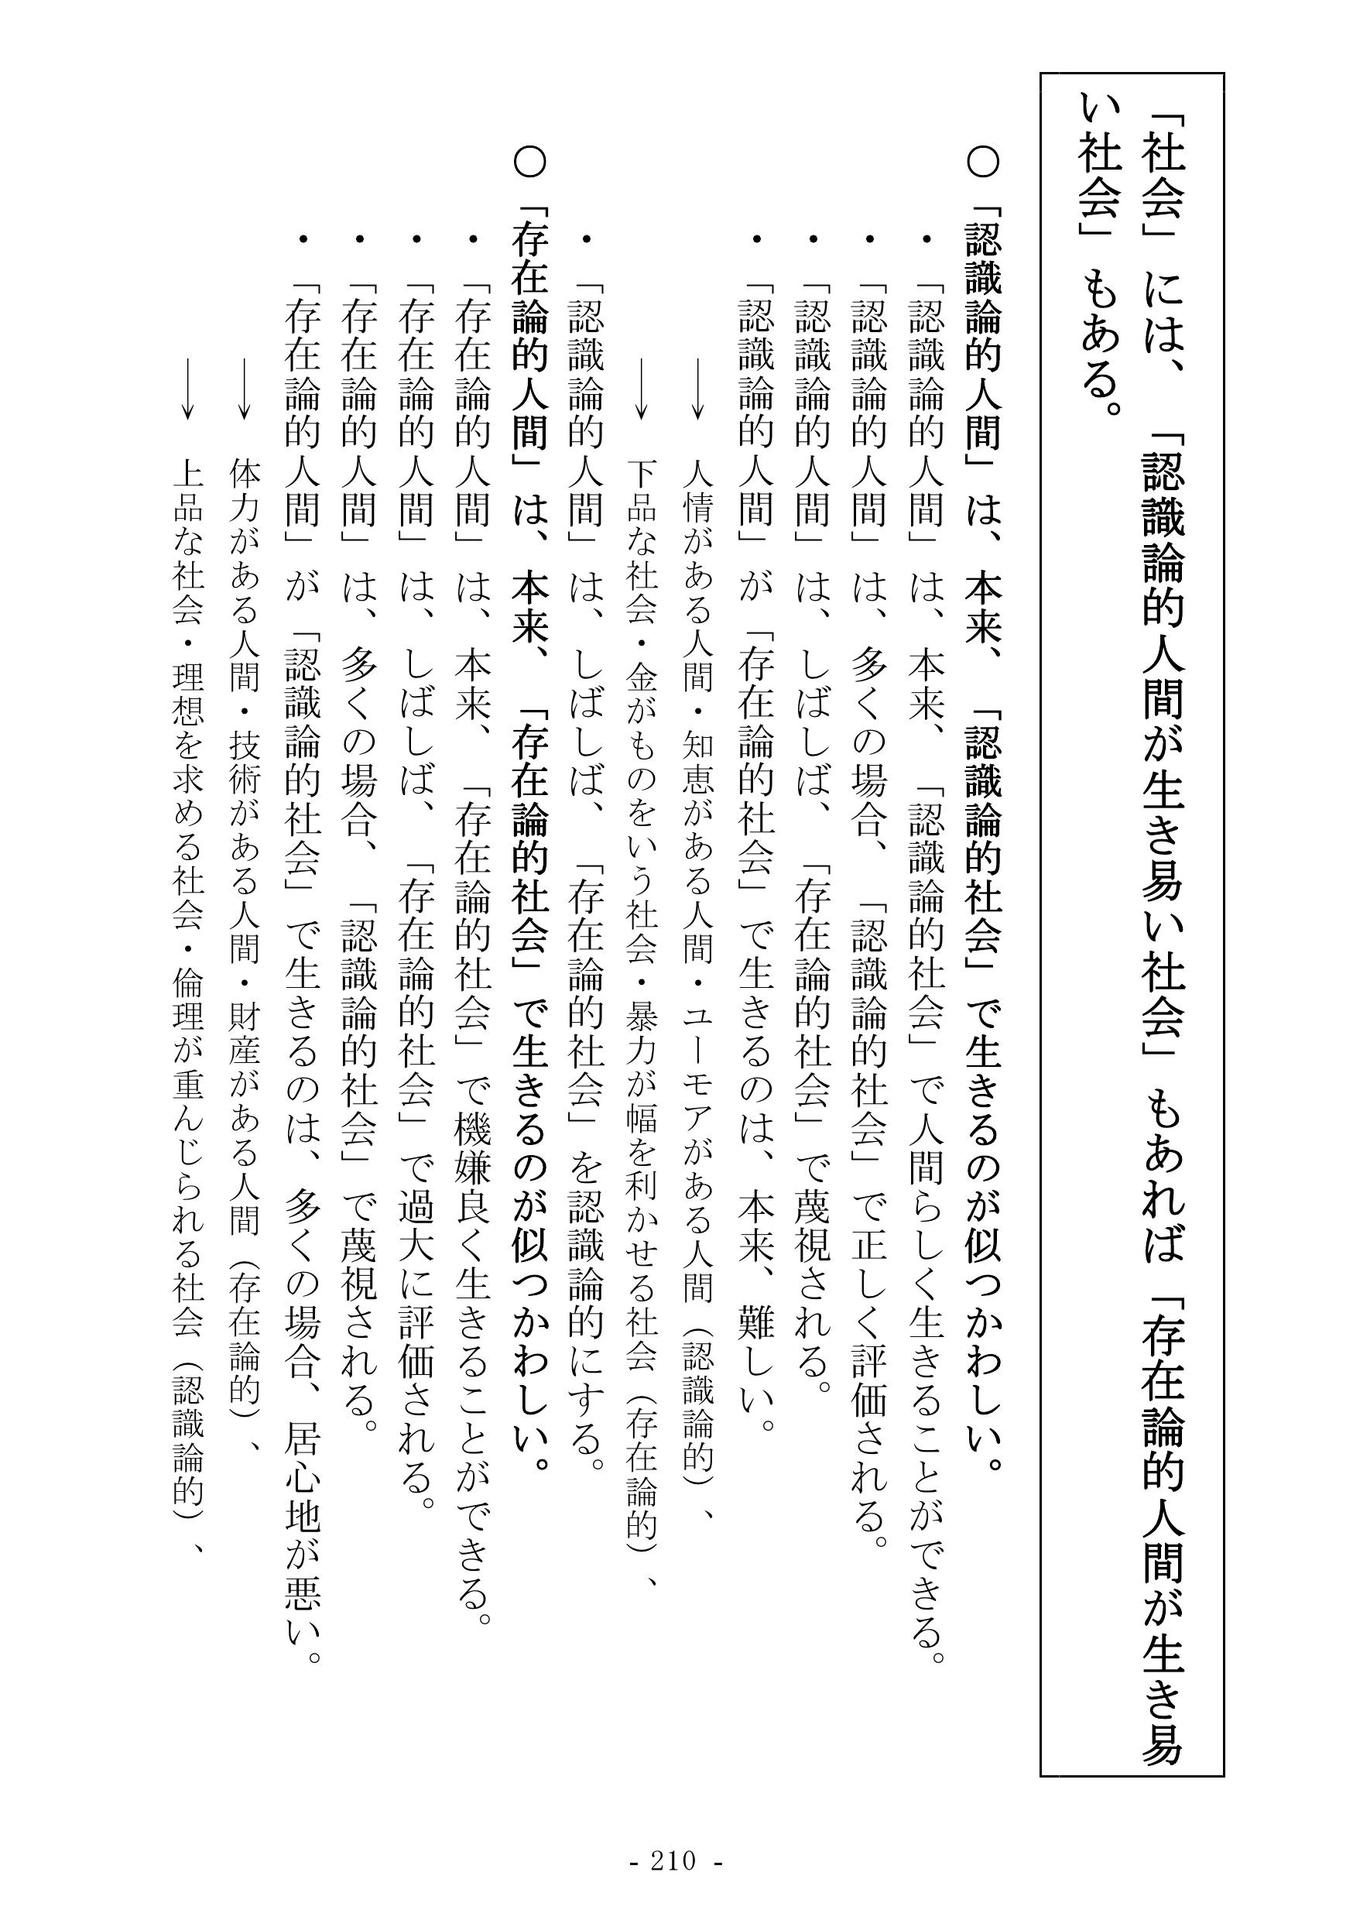 「社会」には、「認識論的人間が生き易い社会」もあれば「存在論的人間が生き易
い社会」もある。
○「認識論的人間」は、本来、「認識論的社会」で生きるのが似つかわしい。
・「認識論的人間」は、本来、「認識論的社会」で人間らしく生きることができる。
・「認識論的人間」は、多くの場合、「認識論的社会」で正しく評価される。
・「認識論的人間」は、しばしば、「存在論的社会」で蔑視される。
・「認識論的人間」が「存在論的社会」で生きるのは、本来、難しい。
→ 人情がある人間・知恵がある人間・ユーモアがある人間（認識論的）、
→ 下品な社会・金がものをいう社会・暴力が幅を利かせる社会（存在論的）、
・「認識論的人間」は、しばしば、「存在論的社会」を認識論的にする。
○「存在論的人間」は、本来、「存在論的社会」で生きるのが似つかわしい。
・「存在論的人間」は、本来、「存在論的社会」で機嫌良く生きることができる。
・「存在論的人間」は、しばしば、「存在論的社会」で過大に評価される。
・「存在論的人間」は、多くの場合、「認識論的社会」で蔑視される。
・「存在論的人間」が「認識論的社会」で生きるのは、多くの場合、居心地が悪い。
→ 体力がある人間・技術がある人間・財産がある人間（存在論的）、
→ 上品な社会・理想を求める社会・倫理が重んじられる社会（認識論的）、
- 210 -